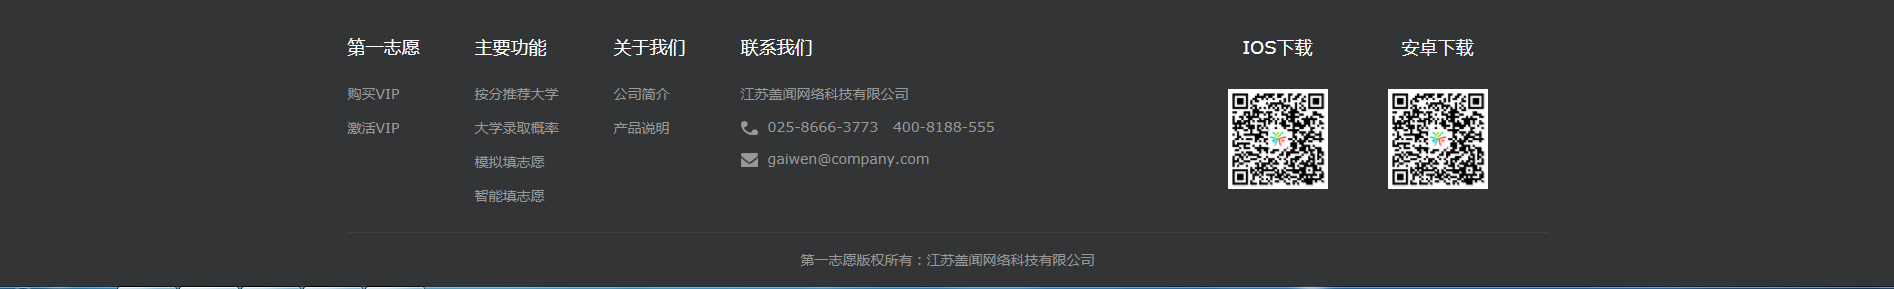 第一志愿
购买VIP
激活VIP
主要功能
按分推荐大学
大学录取概率
模拟填志愿
智能填志愿
关于我们
公司简介
产品说明
联系我们
江苏盖闻网络科技有限公司
025-8666-3773 400-8188-555
gaiwen@company.com
IOS下载
安卓下载
第一志愿版权所有：江苏盖闻网络科技有限公司